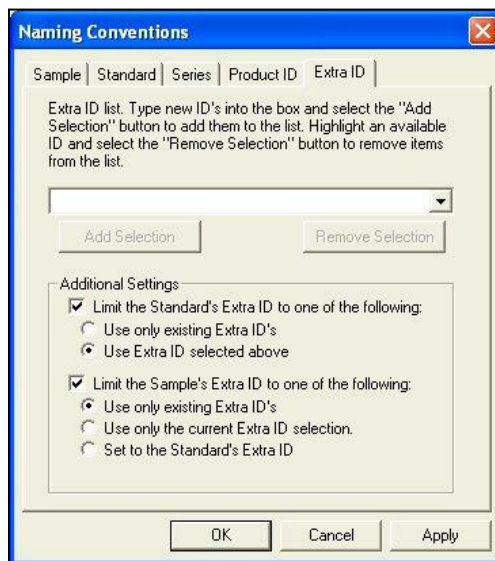 Naming Conventions
Sample
Standard
Series
Product ID
Extra ID
Extra ID list. Type new ID's into the box and select the "Add
Selection" button to add them to the list. Highlight an available
ID and select the "Remove Selection" button to remove items
from the list.
Add Selection
Remove Selection
Additional Settings
Limit the Standard's Extra ID to one of the following:
Use only existing Extra ID's
Use Extra ID selected above
Limit the Sample's Extra ID to one of the following:
Use only existing Extra ID's
Use only the current Extra ID selection.
Set to the Standard's Extra ID
OK
Cancel
Apply